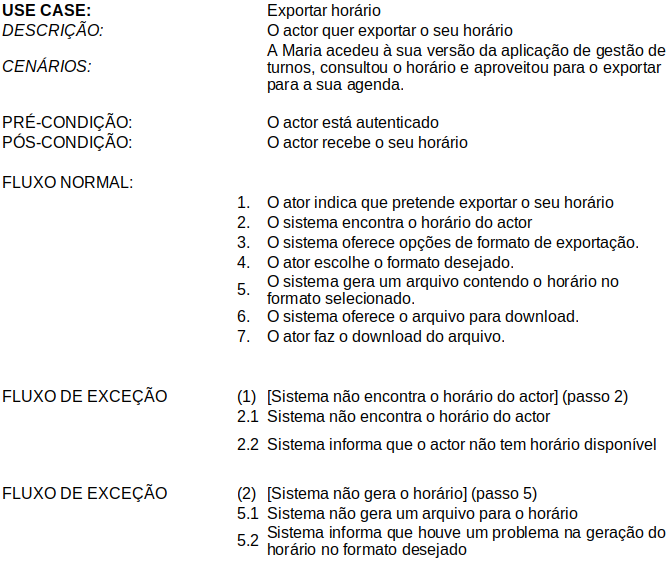 USE CASE: Exportar horário
DESCRIÇÃO: O actor quer exportar o seu horário
CENÁRIOS: A Maria acedeu à sua versão da aplicação de gestão de
turnos, consultou o horário e aproveitou para o exportar
para a sua agenda.
PRÉ-CONDIÇÃO: O actor está autenticado
PÓS-CONDIÇÃO: O actor recebe o seu horário
FLUXO NORMAL:
1. O ator indica que pretende exportar o seu horário
2. O sistema encontra o horário do actor
3. O sistema oferece opções de formato de exportação.
4. O ator escolhe o formato desejado.
5. O sistema gera um arquivo contendo o horário no
formato selecionado.
6. O sistema oferece o arquivo para download.
7. O ator faz o download do arquivo.
FLUXO DE EXCEÇÃO (1) [Sistema não encontra o horário do actor] (passo 2)
2.1 Sistema não encontra o horário do actor
2.2 Sistema informa que o actor não tem horário disponível
FLUXO DE EXCEÇÃO (2) [Sistema não gera o horário] (passo 5)
5.1 Sistema não gera um arquivo para o horário
5.2 Sistema informa que houve um problema na geração do
horário no formato desejado